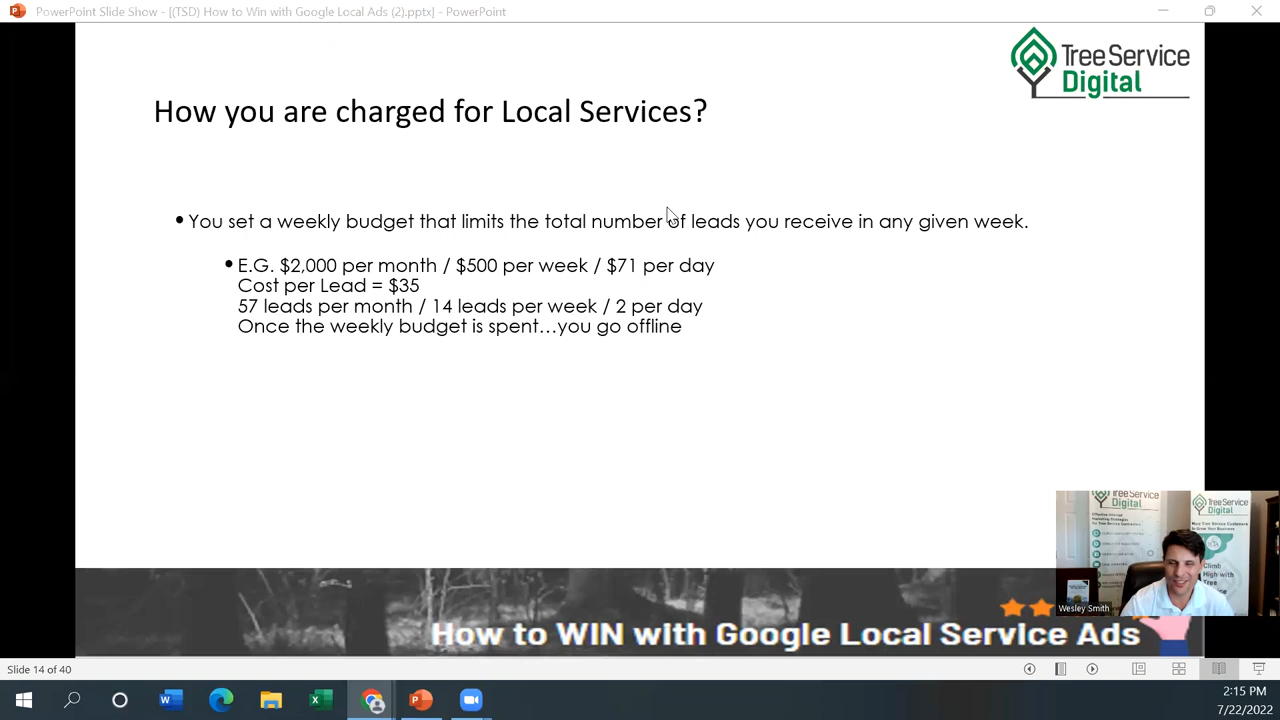 PowerPoint Slide Show - [(TSD) How to Win with Google Local Ads (2).pptx] - PowerPoint
Tree Service
Digital
How you are charged for Local Services?
• You set a weekly budget that limits the total number of leads you receive in any given week.
• E.G. $2,000 per month / $500 per week / $71 per day
Cost per Lead = $35
57 leads per month / 14 leads per week / 2 per day
Once the weekly budget is spent...you go offline
Tree Service
Digital
Tree Service
Digital
Climb
High with
Tree
Wesley Smith
How to WIN with Google Local Service Ads
Slide 14 of 40
2:15 PM
7/22/2022